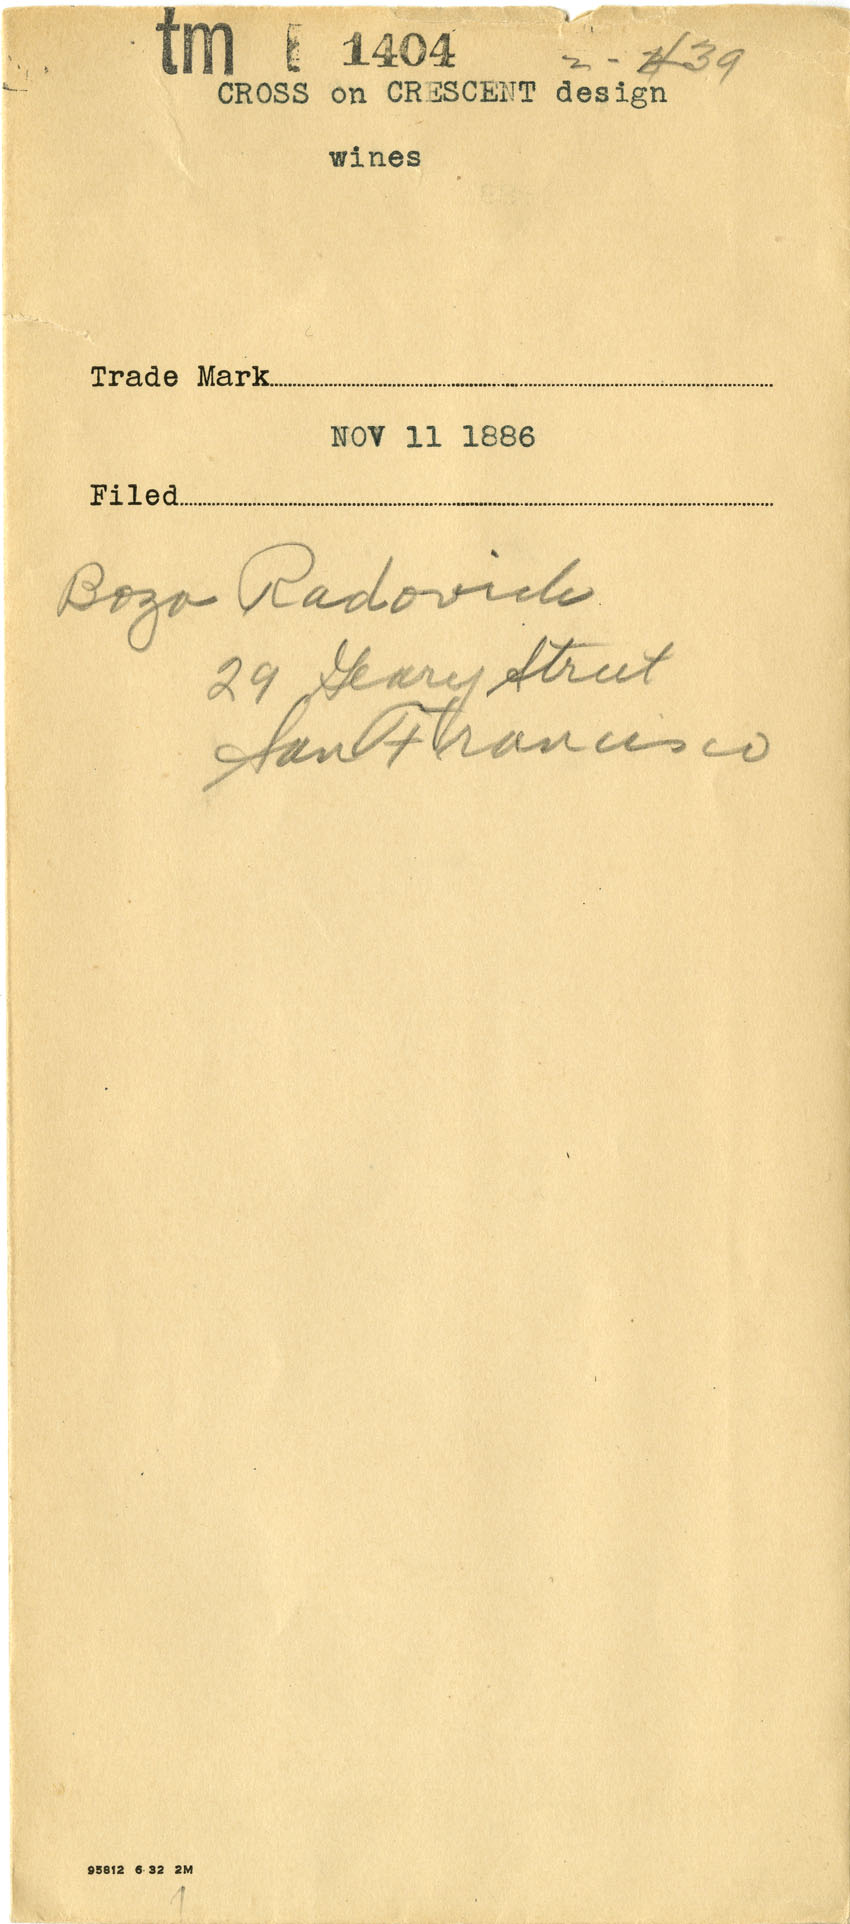 tm 1404
CROSS on CRESCENT design
wines
Trade Mark
NOV 11 1886
Filed
Bozo Radovich
29 Geary Street
San Francisco
95812 6 32 2M
1